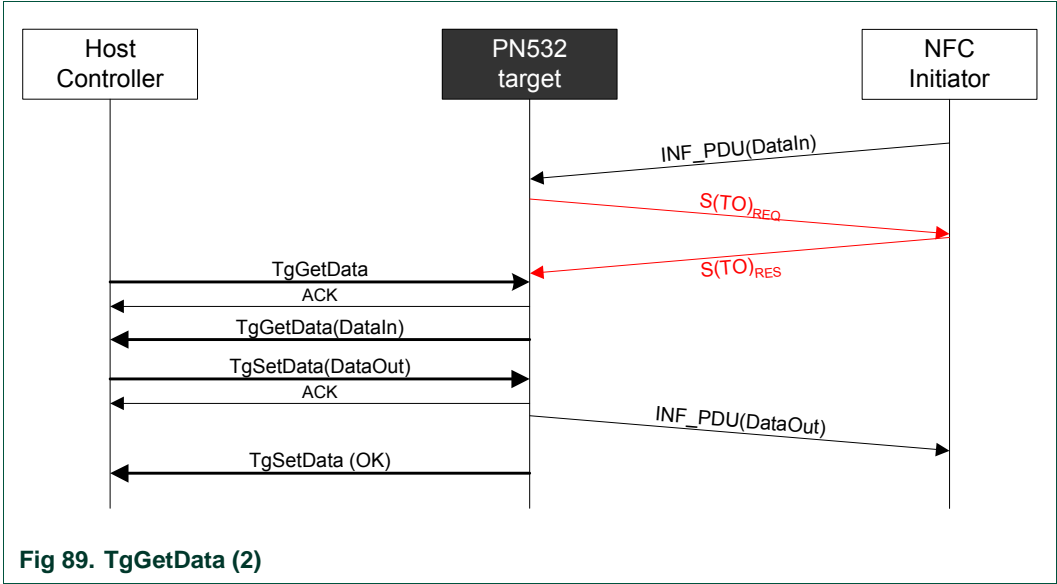 Host
Controller
PN532
target
NFC
Initiator
INF_PDU(DataIn)
S(TO)REQ
S(TO)RES
TgGetData
ACK
TgGetData(DataIn)
TgSetData(DataOut)
ACK
INF_PDU(DataOut)
TgSetData (OK)
Fig 89. TgGetData (2)